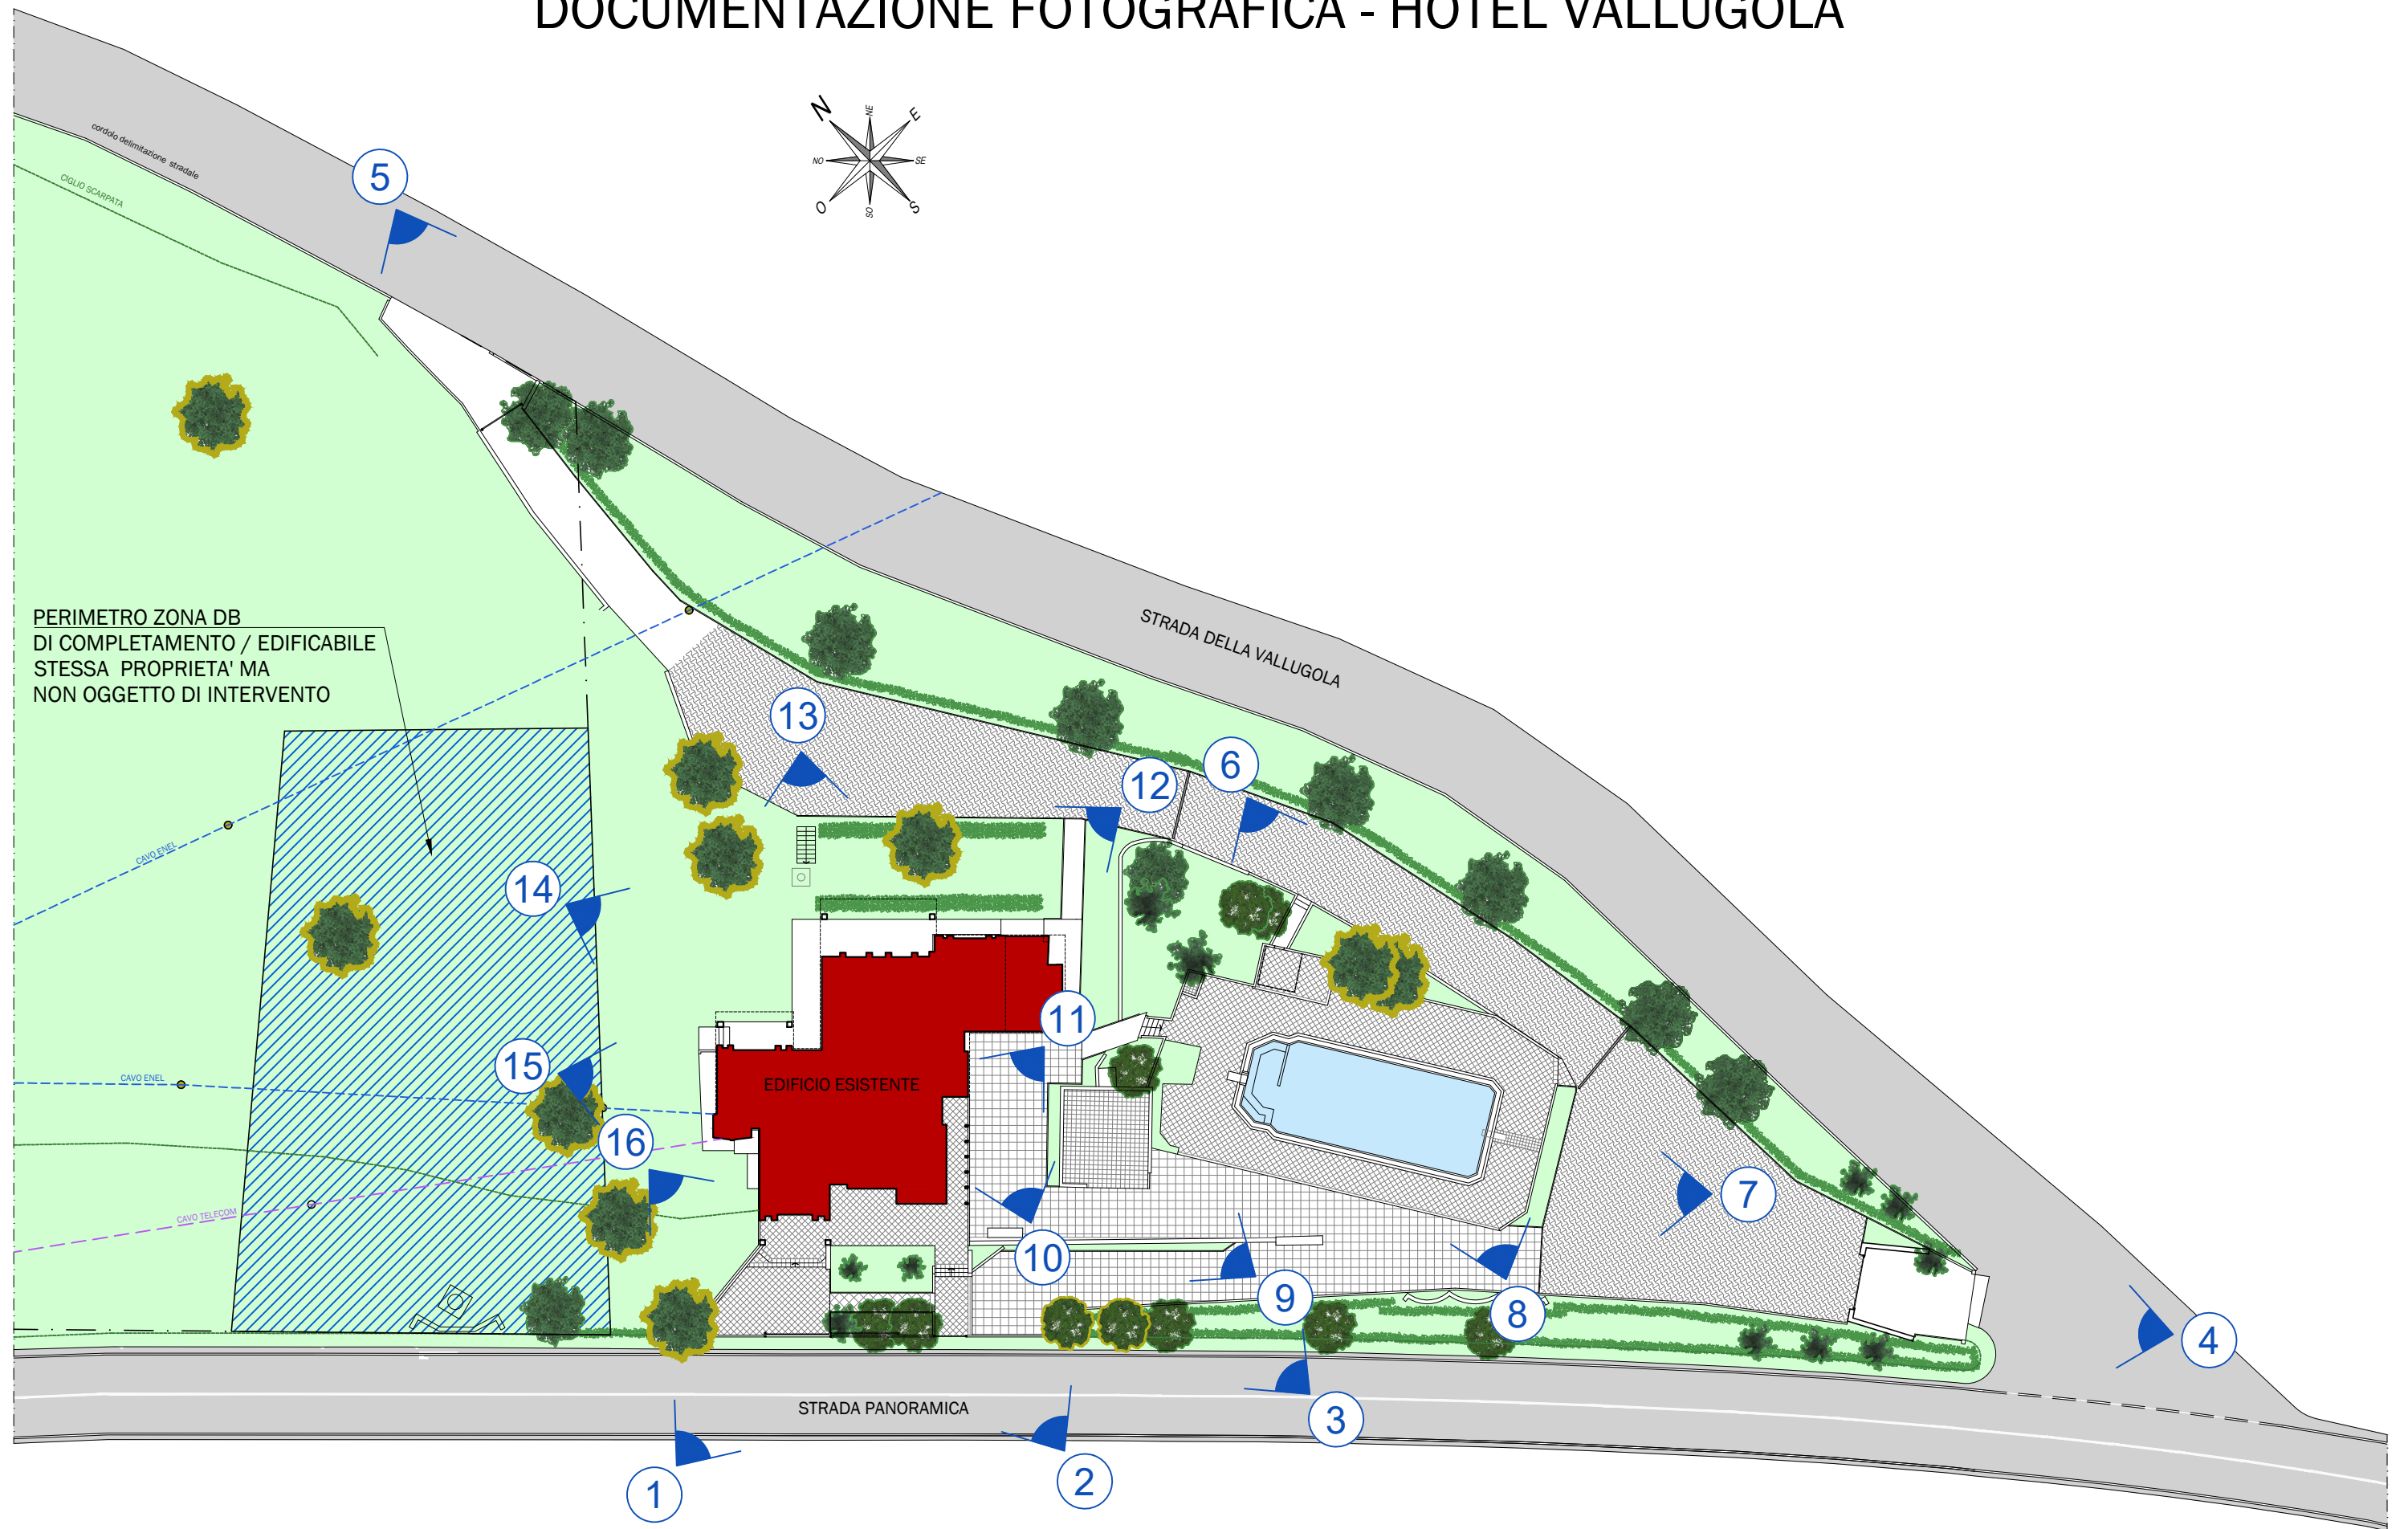 DOCUMENTAZIONE FOTOGRAFICA - HOTEL VALLUGOLA
N
NE
E
NO
SE
O
SO
S
cordolo delimitazione stradale
CIGLIO SCARPATA
5
STRADA DELLA VALLUGOLA
PERIMETRO ZONA DB
DI COMPLETAMENTO / EDIFICABILE
STESSA PROPRIETA' MA
NON OGGETTO DI INTERVENTO
13
12
6
CAVO ENEL
14
11
15
CAVO ENEL
EDIFICIO ESISTENTE
16
7
CAVO TELECOM
10
9
8
4
STRADA PANORAMICA
3
2
1